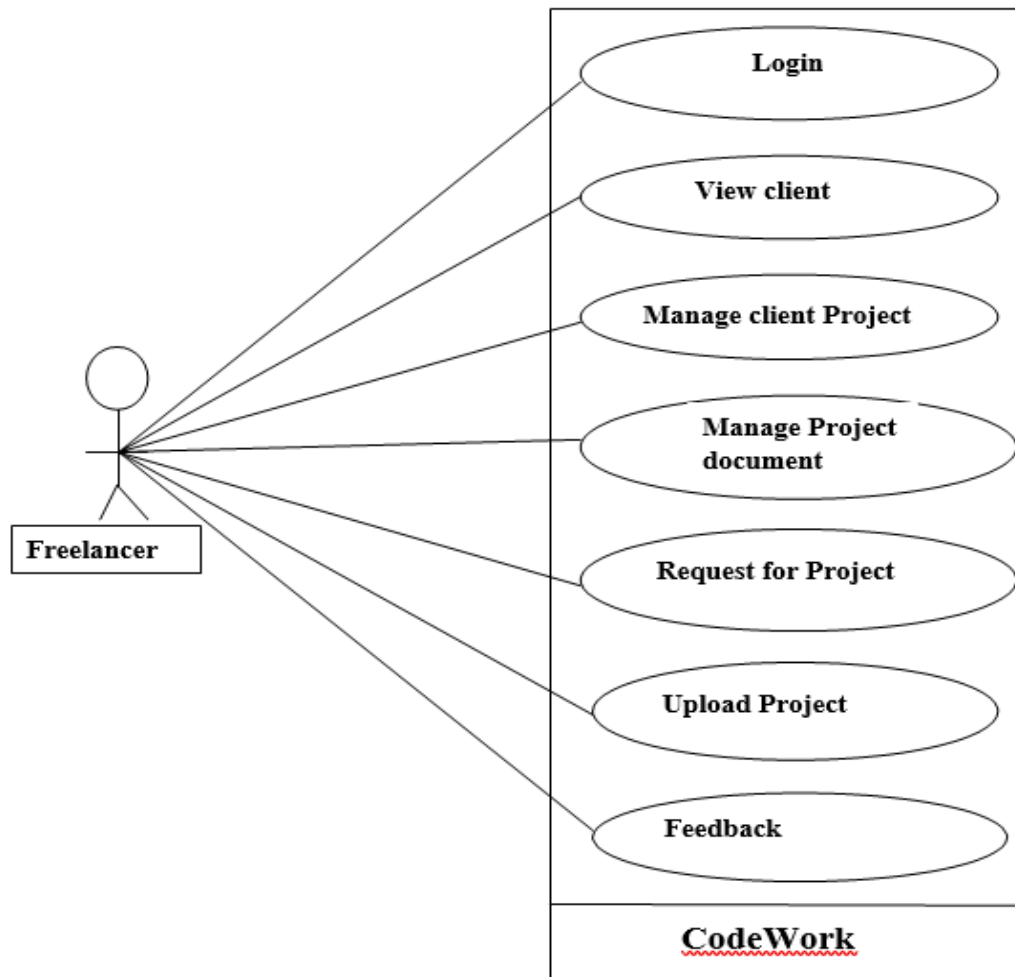 Login
View client
Manage client Project
Manage Project
document
Freelancer
Request for Project
Upload Project
Feedback
CodeWork